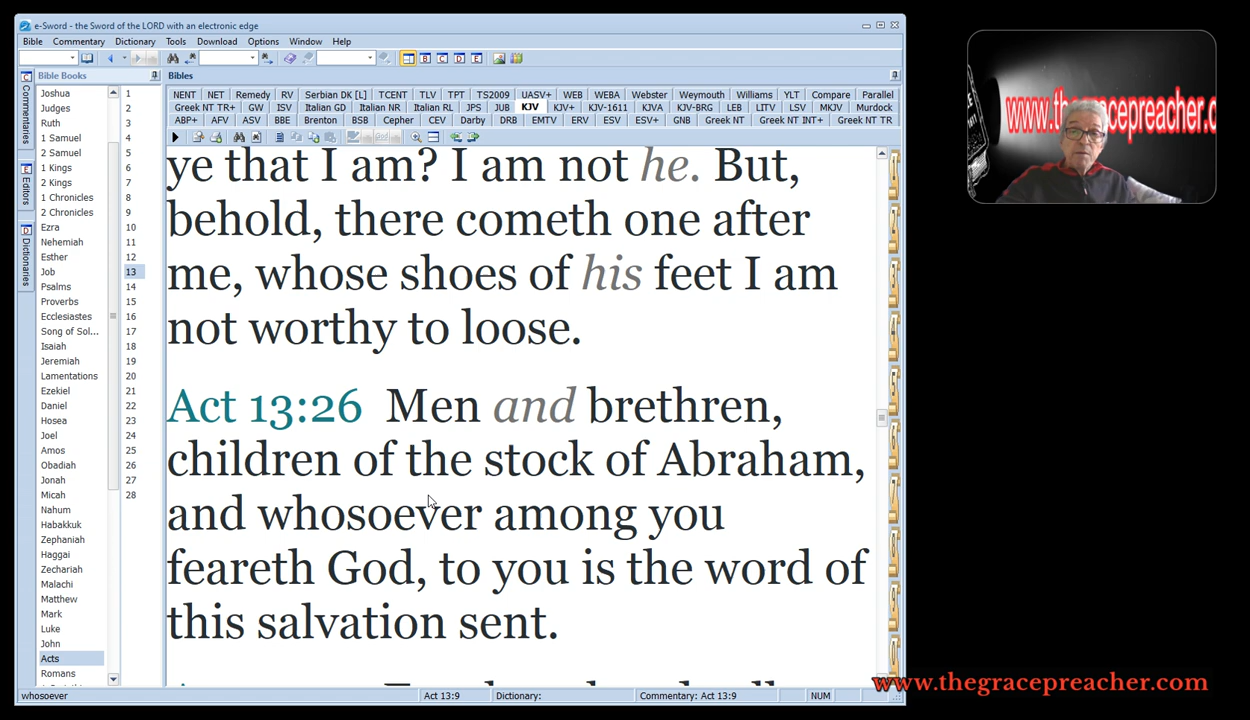 e-Sword - the Sword of the LORD with an electronic edge
Bible Commentary Dictionary Tools Download Options Window Help
Bible Books
Bibles
Commentaries
Editors
Dictionaries
Joshua
Judges
Ruth
1 Samuel
2 Samuel
1 Kings
2 Kings
1 Chronicles
2 Chronicles
Ezra
Nehemiah
Esther
Job
Psalms
Proverbs
Ecclesiastes
Song of Sol...
Isaiah
Jeremiah
Lamentations
Ezekiel
Daniel
Hosea
Joel
Amos
Obadiah
Jonah
Micah
Nahum
Habakkuk
Zephaniah
Haggai
Zechariah
Malachi
Matthew
Mark
Luke
John
Acts
Romans
1
2
3
4
5
6
7
8
9
10
11
12
13
14
15
16
17
18
19
20
21
22
23
24
25
26
27
28
NENT NET Remedy RV Serbian DK [L] TCENT TLV TPT TS2009 UASV+ WEB WEBA Webster Weymouth Williams YLT Compare Parallel
Greek NT TR+ GW ISV Italian GD Italian NR Italian RL JPS JUB KJV KJV+ KJV-1611 KJVA KJV-BRG LEB LITV LSV MKJV Murdock
ABP+ AFV ASV BBE Brenton BSB Cepher CEV Darby DRB EMTV ERV ESV ESV+ GNB Greek NT Greek NT INT+ Greek NT TR
ye that I am? I am not he. But,
behold, there cometh one after
me, whose shoes of his feet I am
not worthy to loose.
Act 13:26 Men and brethren,
children of the stock of Abraham,
and whosoever among you
feareth God, to you is the word of
this salvation sent.
whosoever Act 13:9 Dictionary: Commentary: Act 13:9 NUM
www.thegracepreacher.com